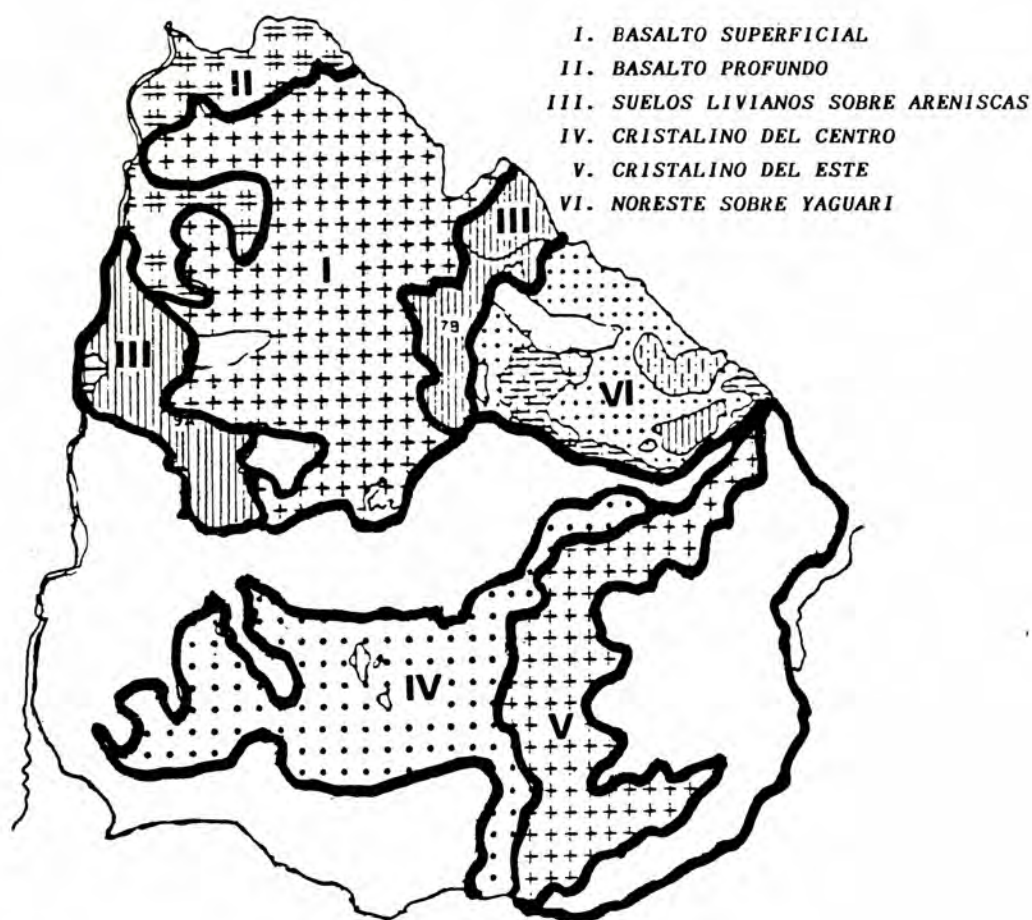 I. BASALTO SUPERFICIAL
II. BASALTO PROFUNDO
III. SUELOS LIVIANOS SOBRE ARENISCAS
IV. CRISTALINO DEL CENTRO
V. CRISTALINO DEL ESTE
VI. NORESTE SOBRE YAGUARI
II
III
I
79
III
VI
IV
V